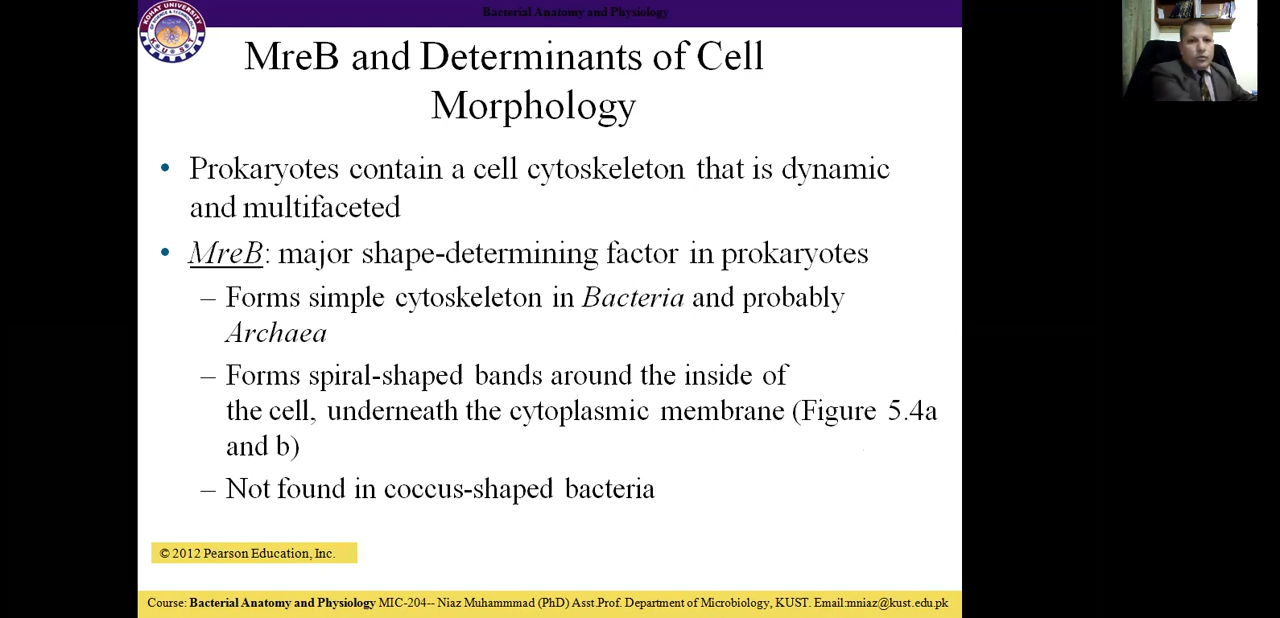 Bacterial Anatomy and Physiology
KOHAT UNIVERSITY
KUST
MreB and Determinants of Cell
Morphology
• Prokaryotes contain a cell cytoskeleton that is dynamic
and multifaceted
• MreB: major shape-determining factor in prokaryotes
– Forms simple cytoskeleton in Bacteria and probably
Archaea
– Forms spiral-shaped bands around the inside of
the cell, underneath the cytoplasmic membrane (Figure 5.4a
and b)
– Not found in coccus-shaped bacteria
© 2012 Pearson Education, Inc.
Course: Bacterial Anatomy and Physiology MIC-204-- Niaz Muhammmad (PhD) Asst.Prof. Department of Microbiology, KUST. Email:mniaz@kust.edu.pk